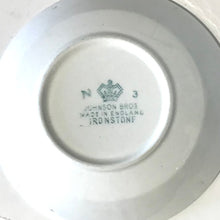 N 3
JOHNSON BROS
MADE IN ENGLAND
IRONSTONE